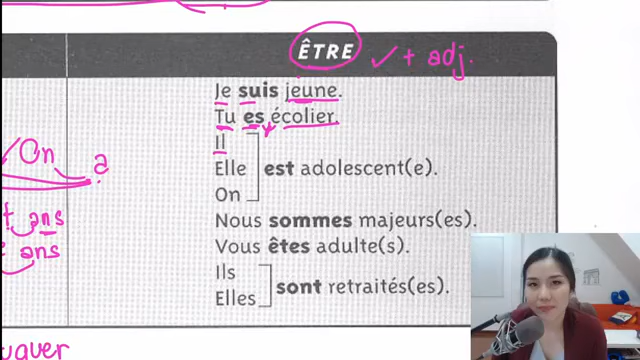 ÊTRE ✓ + adj.
Je suis jeune.
Tu es écolier.
Il
Elle est adolescent(e).
On
Nous sommes majeurs(es).
Vous êtes adulte(s).
Ils
Elles sont retraités(es).
On a
ans
ans